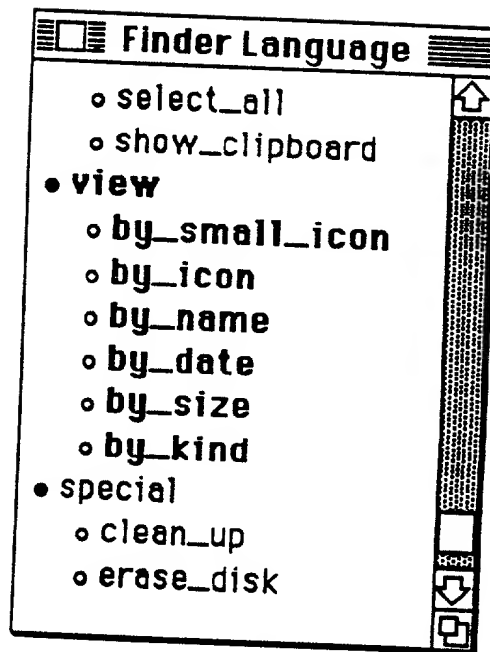 Finder Language
○ select_all
○ show_clipboard
● view
○ by_small_icon
○ by_icon
○ by_name
○ by_date
○ by_size
○ by_kind
● special
○ clean_up
○ erase_disk